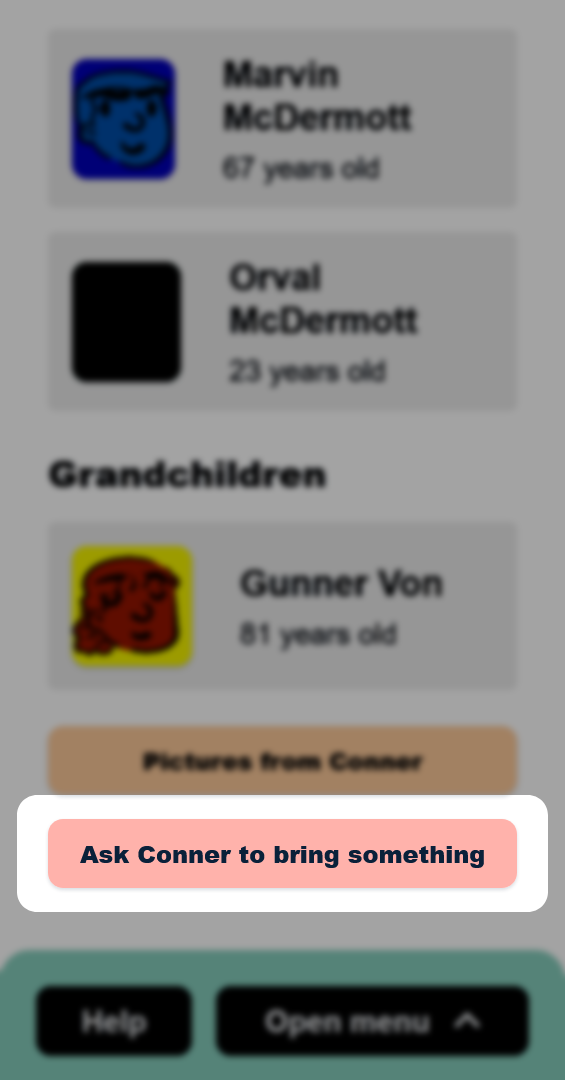 Marvin
McDermott
67 years old
Orval
McDermott
23 years old
Grandchildren
Gunner Von
81 years old
Pictures from Conner
Ask Conner to bring something
Help
Open menu